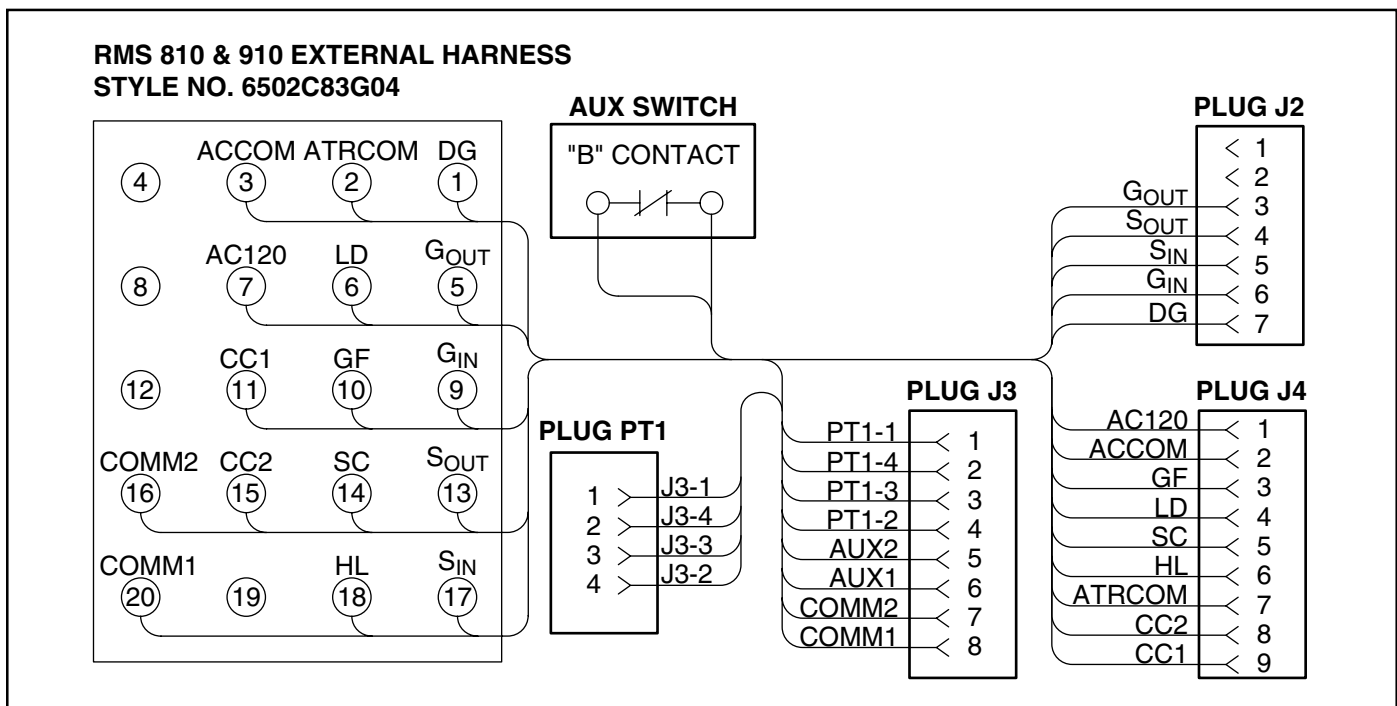 RMS 810 & 910 EXTERNAL HARNESS
STYLE NO. 6502C83G04
ACCOM ATRCOM DG
4 3 2 1
AC120 LD GOUT
8 7 6 5
CC1 GF GIN
12 11 10 9
COMM2 CC2 SC SOUT
16 15 14 13
COMM1 HL SIN
20 19 18 17
AUX SWITCH
"B" CONTACT
PLUG PT1
1 J3-1
2 J3-4
3 J3-3
4 J3-2
PLUG J3
PT1-1 1
PT1-4 2
PT1-3 3
PT1-2 4
AUX2 5
AUX1 6
COMM2 7
COMM1 8
PLUG J2
1
2
GOUT 3
SOUT 4
SIN 5
GIN 6
DG 7
PLUG J4
AC120 1
ACCOM 2
GF 3
LD 4
SC 5
HL 6
ATRCOM 7
CC2 8
CC1 9